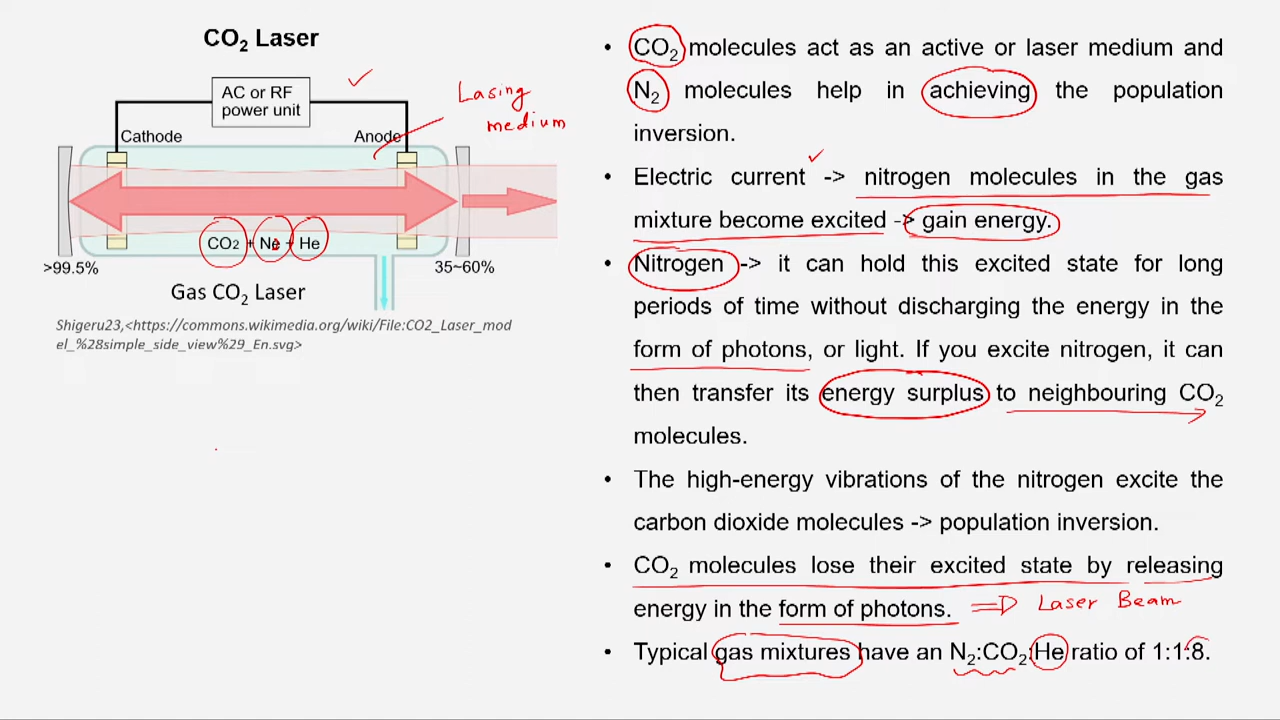 CO₂ Laser
AC or RF
power unit
Cathode
Anode
Lasing
medium
CO₂ + N₂ + He
>99.5%
35~60%
Gas CO₂ Laser
Shigeru23,<https://commons.wikimedia.org/wiki/File:CO2_Laser_mod
el_%28simple_side_view%29_En.svg>
• CO₂ molecules act as an active or laser medium and
N₂ molecules help in achieving the population
inversion.
• Electric current -> nitrogen molecules in the gas
mixture become excited -> gain energy.
• Nitrogen -> it can hold this excited state for long
periods of time without discharging the energy in the
form of photons, or light. If you excite nitrogen, it can
then transfer its energy surplus to neighbouring CO₂
molecules.
• The high-energy vibrations of the nitrogen excite the
carbon dioxide molecules -> population inversion.
• CO₂ molecules lose their excited state by releasing
energy in the form of photons. => Laser Beam
• Typical gas mixtures have an N₂:CO₂:He ratio of 1:1:8.